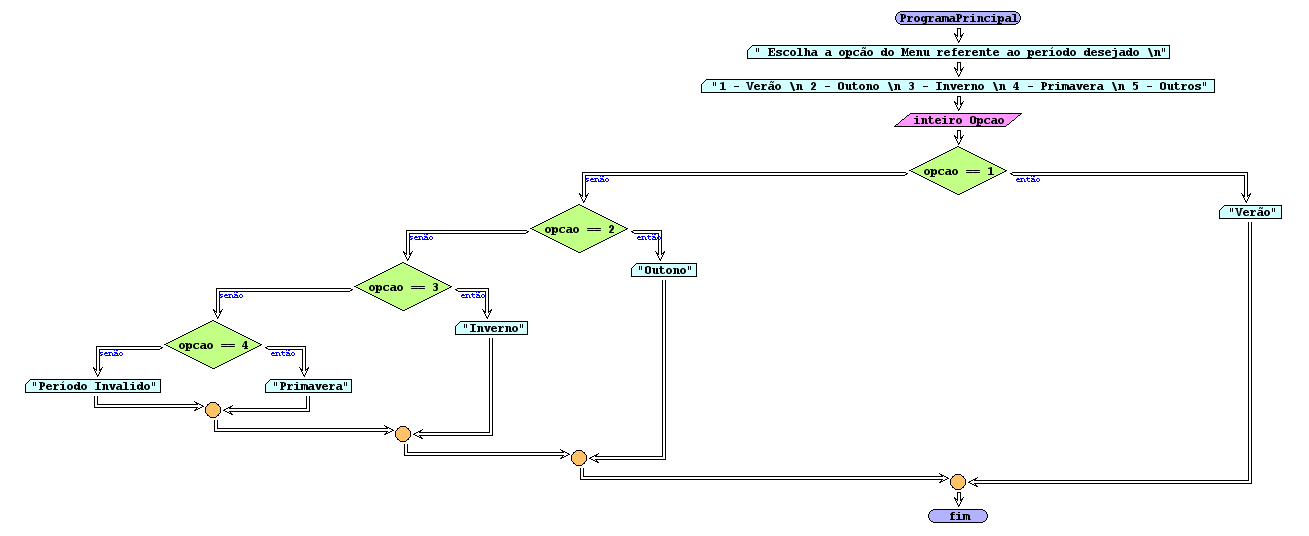 ProgramaPrincipal
" Escolha a opcão do Menu referente ao período desejado \n"
"1 - Verão \n 2 - Outono \n 3 - Inverno \n 4 - Primavera \n 5 - Outros"
inteiro Opcao
opcao == 1
senão
então
"Verão"
opcao == 2
senão
então
"Outono"
opcao == 3
senão
então
"Inverno"
opcao == 4
senão
então
"Período Invalido"
"Primavera"
fim